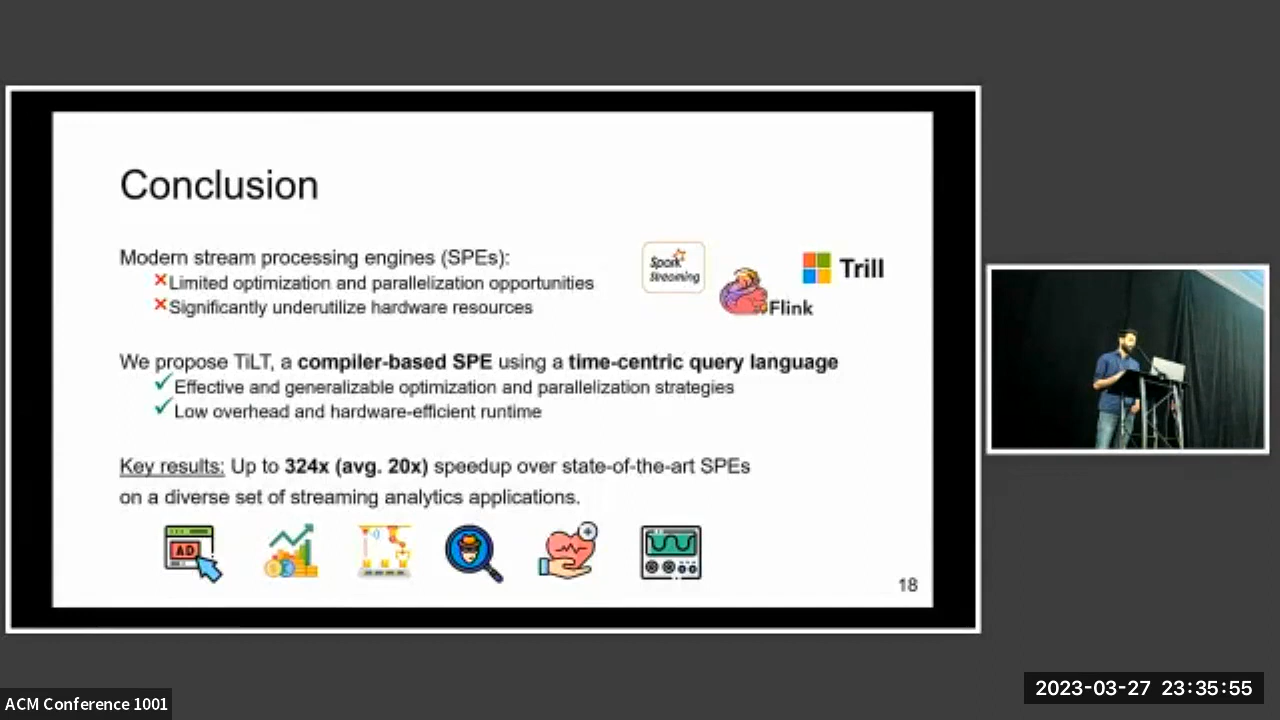 Conclusion
Modern stream processing engines (SPEs):
Limited optimization and parallelization opportunities
Significantly underutilize hardware resources
Spark
Streaming
Flink
Trill
We propose TiLT, a compiler-based SPE using a time-centric query language
Effective and generalizable optimization and parallelization strategies
Low overhead and hardware-efficient runtime
Key results: Up to 324x (avg. 20x) speedup over state-of-the-art SPEs
on a diverse set of streaming analytics applications.
AD
18
2023-03-27 23:35:55
ACM Conference 1001